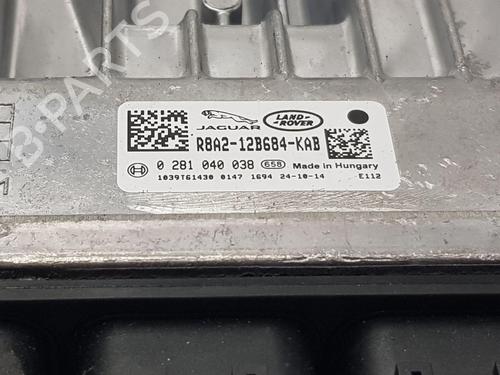 JAGUAR
LAND-
ROVER
R8A2-12B684-KAB
0 281 040 038 658 Made in Hungary
1039T61430 0147 1694 24-10-14 E112
B-PARTS